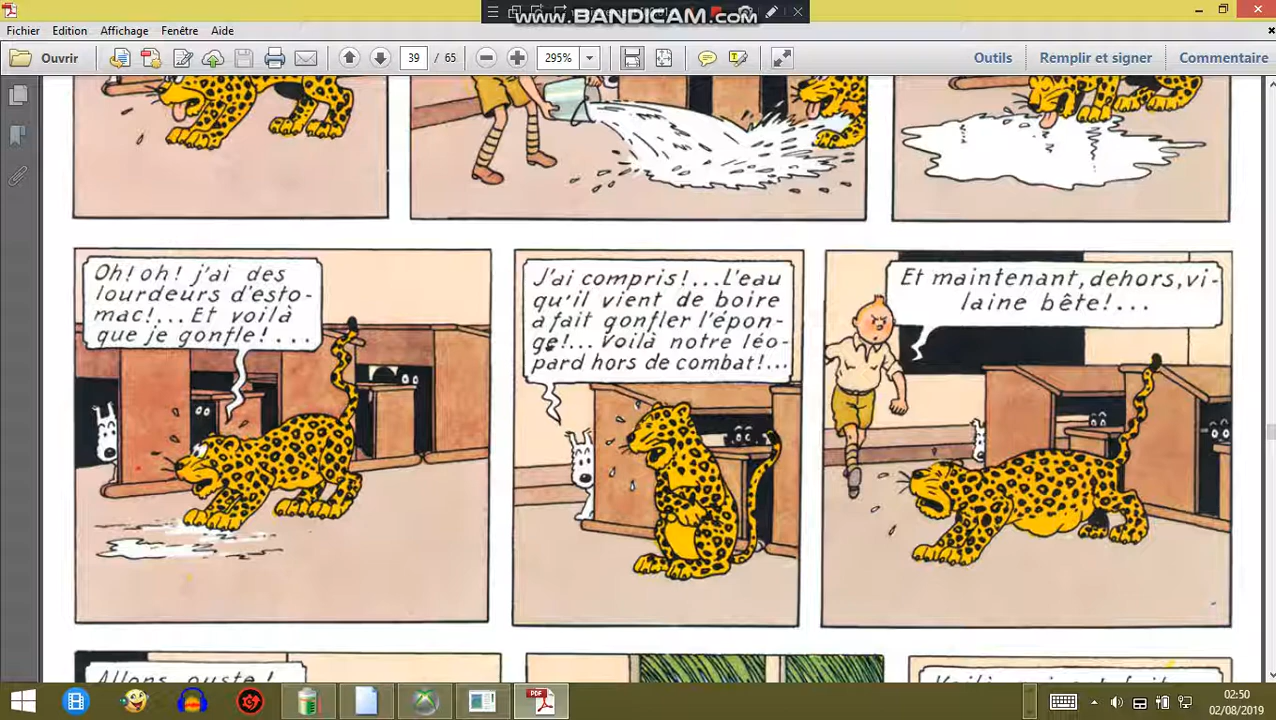 www.BANDICAM.com
Fichier Edition Affichage Fenêtre Aide
Ouvrir 39 / 65 295% Outils Remplir et signer Commentaire
Oh! oh! j'ai des
lourdeurs d'esto-
mac!... Et voilà
que je gonfle!...
J'ai compris!... L'eau
qu'il vient de boire
a fait gonfler l'épon-
ge!... Voilà notre léo-
pard hors de combat!...
Et maintenant, dehors, vi-
laine bête!...
Allons, ouste!
PDF
02:50
02/08/2019